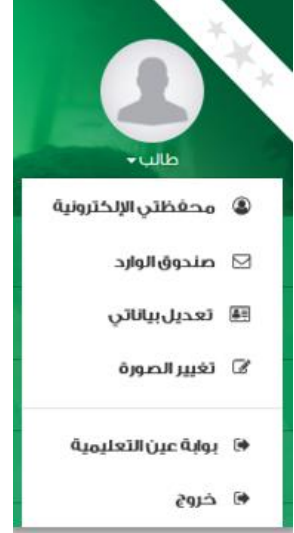 طالب
محفظتي الإلكترونية
صندوق الوارد
تعديل بياناتي
تغيير الصورة
بوابة عين التعليمية
خروج